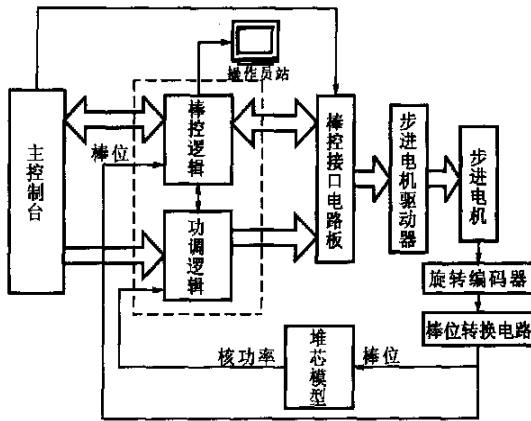 操作员站
主控制台
棒控逻辑
棒控接口电路板
步进电机驱动器
步进电机
棒位
功调逻辑
旋转编码器
棒位转换电路
核功率
堆芯模型
棒位